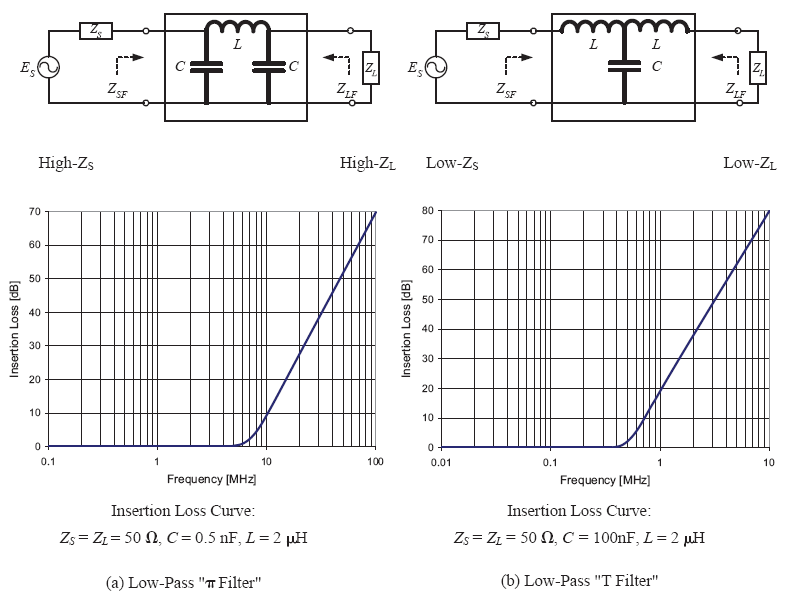 Z_S
L
E_S
C
C
Z_SF
Z_LF
Z_L
High-Z_S
High-Z_L
Z_S
L
L
E_S
C
Z_SF
Z_LF
Z_L
Low-Z_S
Low-Z_L
Insertion Loss [dB]
70
60
50
40
30
20
10
0
0.1
1
10
100
Frequency [MHz]
Insertion Loss Curve:
Z_S = Z_L = 50 Ω, C = 0.5 nF, L = 2 μH
(a) Low-Pass "π Filter"
Insertion Loss [dB]
80
70
60
50
40
30
20
10
0
0.01
0.1
1
10
Frequency [MHz]
Insertion Loss Curve:
Z_S = Z_L = 50 Ω, C = 100nF, L = 2 μH
(b) Low-Pass "T Filter"